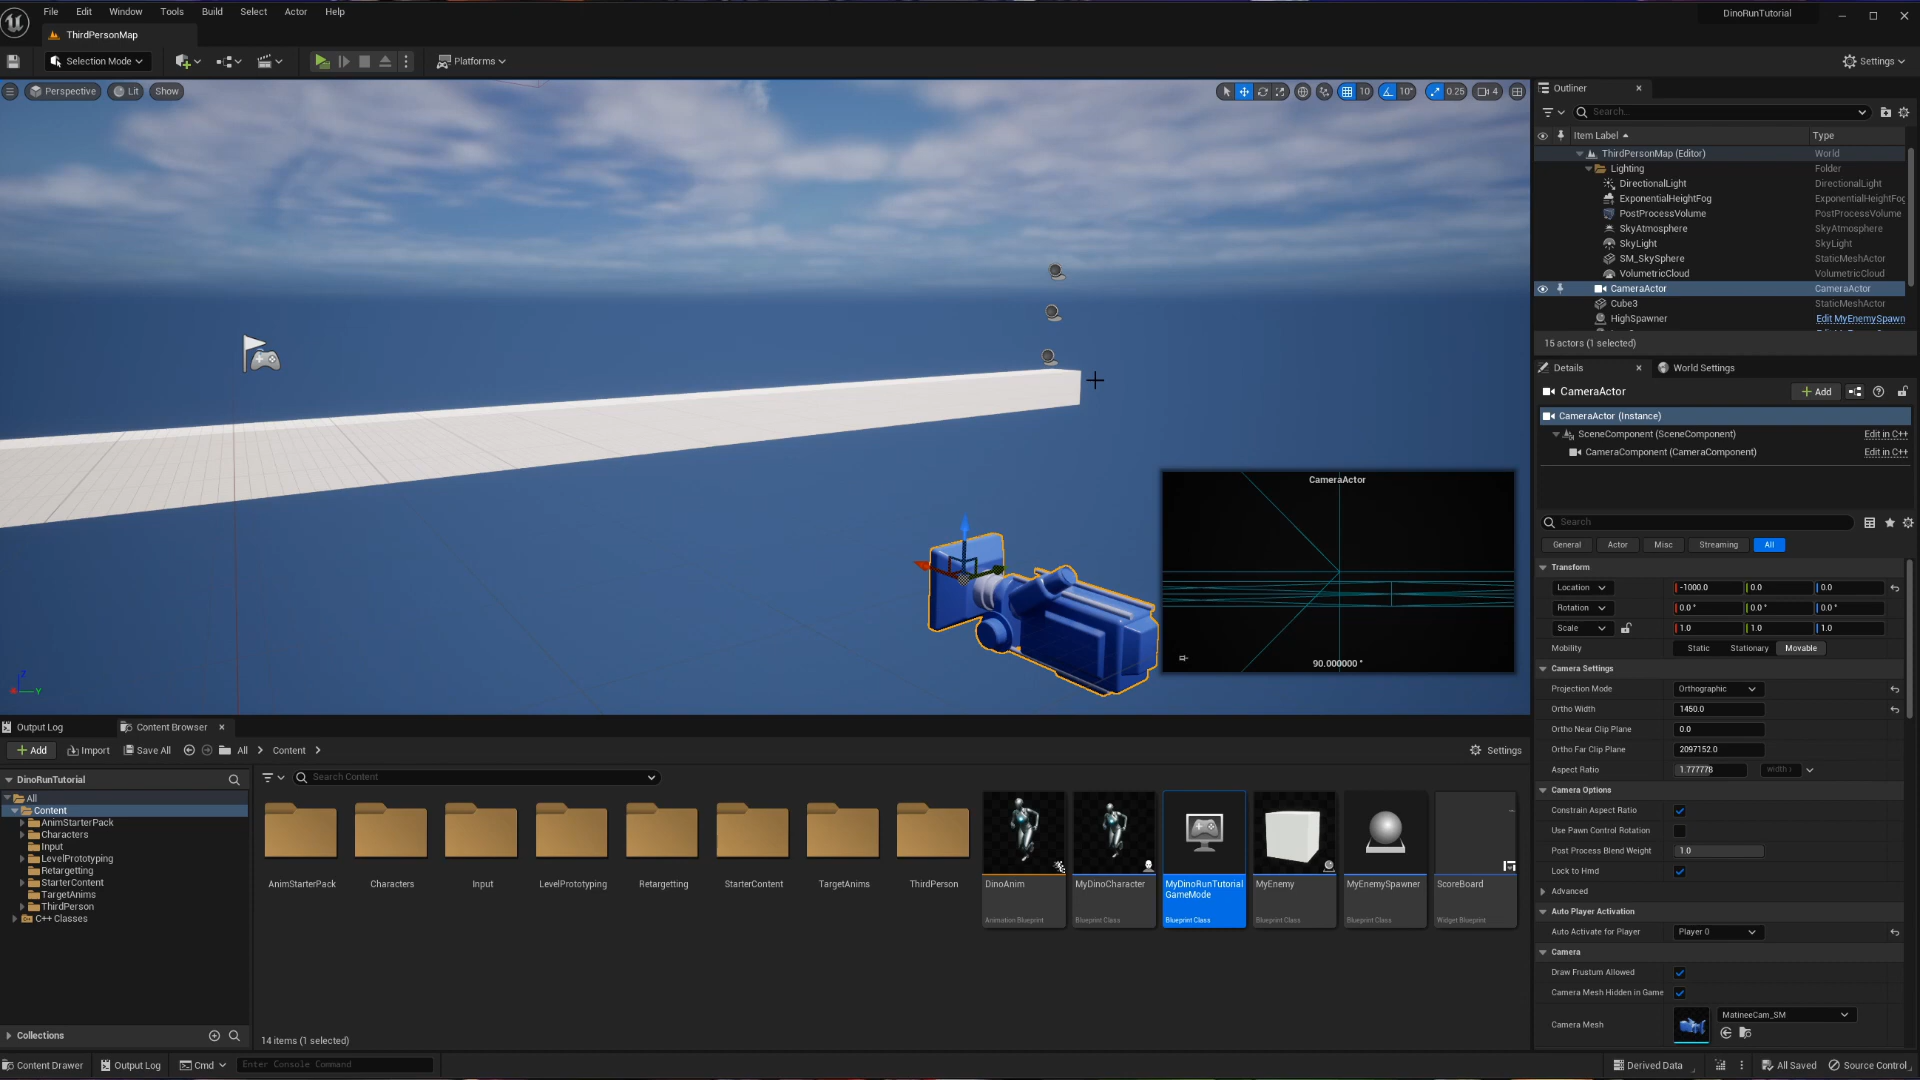 File Edit Window Tools Build Select Actor Help
DinoRunTutorial
ThirdPersonMap
Selection Mode
Platforms
Settings
Perspective Lit Show
10 10° 0.25 4
CameraActor
90.000000 °
Z
Y
Outliner
Search...
Item Label Type
ThirdPersonMap (Editor) World
Lighting Folder
DirectionalLight DirectionalLight
ExponentialHeightFog ExponentialHeightFog
PostProcessVolume PostProcessVolume
SkyAtmosphere SkyAtmosphere
SkyLight SkyLight
SM_SkySphere StaticMeshActor
VolumetricCloud VolumetricCloud
CameraActor CameraActor
Cube3 StaticMeshActor
HighSpawner Edit MyEnemySpawn
15 actors (1 selected)
Details World Settings
CameraActor
Add
CameraActor (Instance)
SceneComponent (SceneComponent) Edit in C++
CameraComponent (CameraComponent) Edit in C++
Search
General Actor Misc Streaming All
Transform
Location -1000.0 0.0 0.0
Rotation 0.0 ° 0.0 ° 0.0 °
Scale 1.0 1.0 1.0
Mobility Static Stationary Movable
Camera Settings
Projection Mode Orthographic
Ortho Width 1450.0
Ortho Near Clip Plane 0.0
Ortho Far Clip Plane 2097152.0
Aspect Ratio 1.777778
Camera Options
Constrain Aspect Ratio
Use Pawn Control Rotation
Post Process Blend Weight 1.0
Lock to Hmd
Advanced
Auto Player Activation
Auto Activate for Player Player 0
Camera
Draw Frustum Allowed
Camera Mesh Hidden in Game
Camera Mesh MatineeCam_SM
Output Log Content Browser
Add Import Save All All Content Settings
DinoRunTutorial
All
Content
AnimStarterPack
Characters
Input
LevelPrototyping
Retargetting
StarterContent
TargetAnims
ThirdPerson
C++ Classes
Collections
Search Content
AnimStarterPack Characters Input LevelPrototyping Retargetting StarterContent TargetAnims ThirdPerson
DinoAnim
Animation Blueprint
MyDinoCharacter
Blueprint Class
MyDinoRunTutorial
GameMode
Blueprint Class
MyEnemy
Blueprint Class
MyEnemySpawner
Blueprint Class
ScoreBoard
Widget Blueprint
14 items (1 selected)
Content Drawer Output Log Cmd Enter Console Command
Derived Data All Saved Source Control